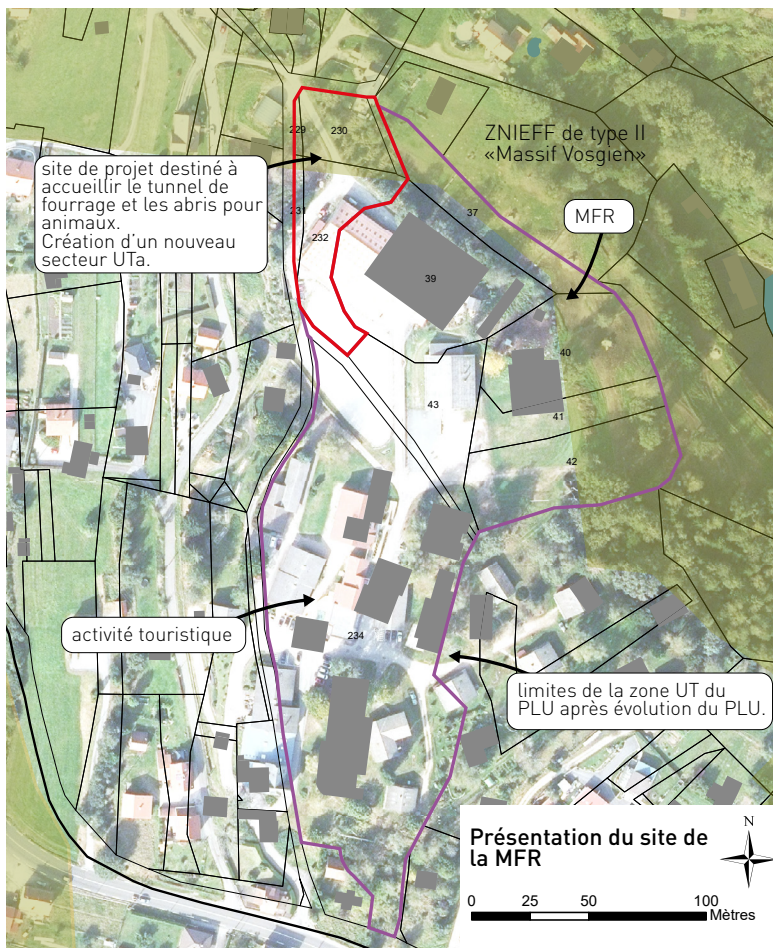 229
230
ZNIEFF de type II
«Massif Vosgien»
site de projet destiné à
accueillir le tunnel de
fourrage et les abris pour
animaux.
Création d'un nouveau
secteur UTa.
231
232
37
MFR
39
40
43
41
42
activité touristique
234
limites de la zone UT du
PLU après évolution du PLU.
Présentation du site de
la MFR
N
0 25 50 100
Mètres